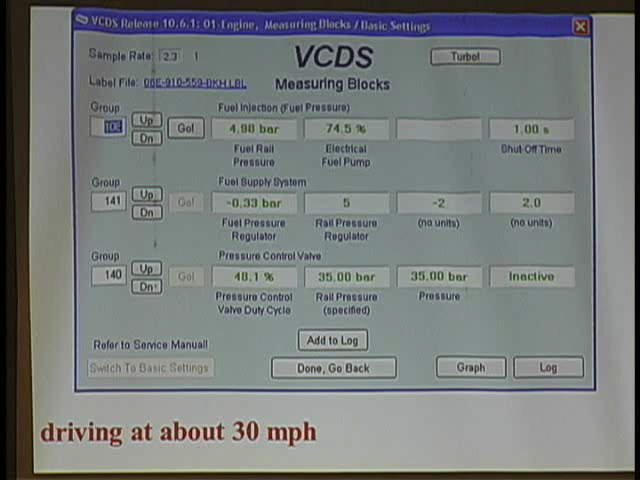 VCDS Release 10.6.1: 01-Engine, Measuring Blocks / Basic Settings
Sample Rate: 2.3
VCDS
Turbo!
Label File: 06E-910-559-BKH.LBL
Measuring Blocks
Group
Fuel Injection (Fuel Pressure)
Up
Dn
Go!
4.98 bar
74.5 %
1.00 s
Fuel Rail
Pressure
Electrical
Fuel Pump
Shut-Off Time
Group
Fuel Supply System
141
Up
Dn
Go!
-0.33 bar
5
-2
2.0
Fuel Pressure
Regulator
Rail Pressure
Regulator
(no units)
(no units)
Group
Pressure Control Valve
140
Up
Dn
Go!
48.1 %
35.00 bar
35.00 bar
Inactive
Pressure Control
Valve Duty Cycle
Rail Pressure
(specified)
Pressure
Refer to Service Manual!
Add to Log
Switch To Basic Settings
Done, Go Back
Graph
Log
driving at about 30 mph